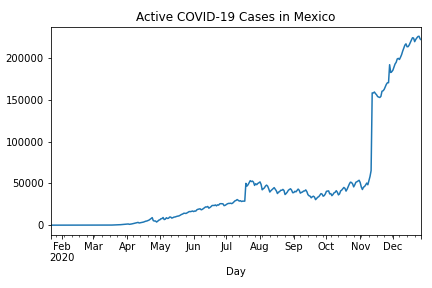 Active COVID-19 Cases in Mexico
200000
150000
100000
50000
0
Feb Mar Apr May Jun Jul Aug Sep Oct Nov Dec
2020
Day